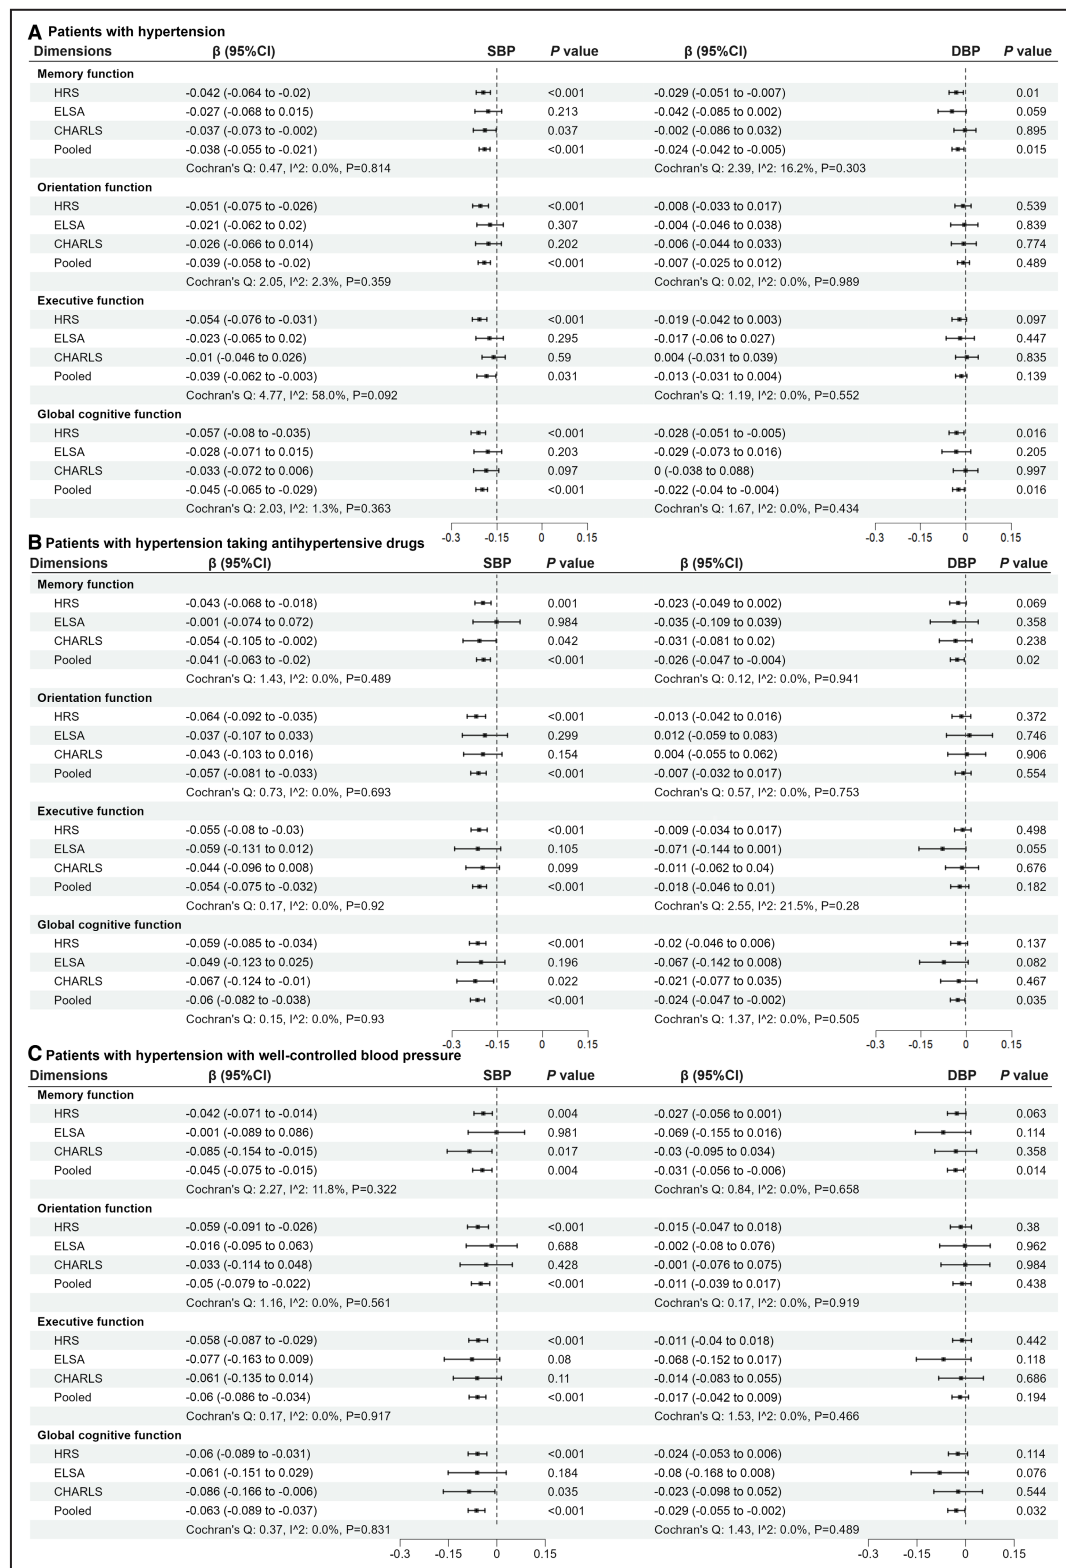 A Patients with hypertension
Dimensions β (95%CI) SBP P value β (95%CI) DBP P value
Memory function
HRS -0.042 (-0.064 to -0.02) <0.001 -0.029 (-0.051 to -0.007) 0.01
ELSA -0.027 (-0.068 to 0.015) 0.213 -0.042 (-0.085 to 0.002) 0.059
CHARLS -0.037 (-0.073 to -0.002) 0.037 -0.002 (-0.086 to 0.032) 0.895
Pooled -0.038 (-0.055 to -0.021) <0.001 -0.024 (-0.042 to -0.005) 0.015
Cochran's Q: 0.47, I^2: 0.0%, P=0.814 Cochran's Q: 2.39, I^2: 16.2%, P=0.303
Orientation function
HRS -0.051 (-0.075 to -0.026) <0.001 -0.008 (-0.033 to 0.017) 0.539
ELSA -0.021 (-0.062 to 0.02) 0.307 -0.004 (-0.046 to 0.038) 0.839
CHARLS -0.026 (-0.066 to 0.014) 0.202 -0.006 (-0.044 to 0.033) 0.774
Pooled -0.039 (-0.058 to -0.02) <0.001 -0.007 (-0.025 to 0.012) 0.489
Cochran's Q: 2.05, I^2: 2.3%, P=0.359 Cochran's Q: 0.02, I^2: 0.0%, P=0.989
Executive function
HRS -0.054 (-0.076 to -0.031) <0.001 -0.019 (-0.042 to 0.003) 0.097
ELSA -0.023 (-0.065 to 0.02) 0.295 -0.017 (-0.06 to 0.027) 0.447
CHARLS -0.01 (-0.046 to 0.026) 0.59 0.004 (-0.031 to 0.039) 0.835
Pooled -0.039 (-0.062 to -0.003) 0.031 -0.013 (-0.031 to 0.004) 0.139
Cochran's Q: 4.77, I^2: 58.0%, P=0.092 Cochran's Q: 1.19, I^2: 0.0%, P=0.552
Global cognitive function
HRS -0.057 (-0.08 to -0.035) <0.001 -0.028 (-0.051 to -0.005) 0.016
ELSA -0.028 (-0.071 to 0.015) 0.203 -0.029 (-0.073 to 0.016) 0.205
CHARLS -0.033 (-0.072 to 0.006) 0.097 0 (-0.038 to 0.088) 0.997
Pooled -0.045 (-0.065 to -0.029) <0.001 -0.022 (-0.04 to -0.004) 0.016
Cochran's Q: 2.03, I^2: 1.3%, P=0.363 Cochran's Q: 1.67, I^2: 0.0%, P=0.434
-0.3 -0.15 0 0.15 -0.3 -0.15 0 0.15
B Patients with hypertension taking antihypertensive drugs
Dimensions β (95%CI) SBP P value β (95%CI) DBP P value
Memory function
HRS -0.043 (-0.068 to -0.018) 0.001 -0.023 (-0.049 to 0.002) 0.069
ELSA -0.001 (-0.074 to 0.072) 0.984 -0.035 (-0.109 to 0.039) 0.358
CHARLS -0.054 (-0.105 to -0.002) 0.042 -0.031 (-0.081 to 0.02) 0.238
Pooled -0.041 (-0.063 to -0.02) <0.001 -0.026 (-0.047 to -0.004) 0.02
Cochran's Q: 1.43, I^2: 0.0%, P=0.489 Cochran's Q: 0.12, I^2: 0.0%, P=0.941
Orientation function
HRS -0.064 (-0.092 to -0.035) <0.001 -0.013 (-0.042 to 0.016) 0.372
ELSA -0.037 (-0.107 to 0.033) 0.299 0.012 (-0.059 to 0.083) 0.746
CHARLS -0.043 (-0.103 to 0.016) 0.154 0.004 (-0.055 to 0.062) 0.906
Pooled -0.057 (-0.081 to -0.033) <0.001 -0.007 (-0.032 to 0.017) 0.554
Cochran's Q: 0.73, I^2: 0.0%, P=0.693 Cochran's Q: 0.57, I^2: 0.0%, P=0.753
Executive function
HRS -0.055 (-0.08 to -0.03) <0.001 -0.009 (-0.034 to 0.017) 0.498
ELSA -0.059 (-0.131 to 0.012) 0.105 -0.071 (-0.144 to 0.001) 0.055
CHARLS -0.044 (-0.096 to 0.008) 0.099 -0.011 (-0.062 to 0.04) 0.676
Pooled -0.054 (-0.075 to -0.032) <0.001 -0.018 (-0.046 to 0.01) 0.182
Cochran's Q: 0.17, I^2: 0.0%, P=0.92 Cochran's Q: 2.55, I^2: 21.5%, P=0.28
Global cognitive function
HRS -0.059 (-0.085 to -0.034) <0.001 -0.02 (-0.046 to 0.006) 0.137
ELSA -0.049 (-0.123 to 0.025) 0.196 -0.067 (-0.142 to 0.008) 0.082
CHARLS -0.067 (-0.124 to -0.01) 0.022 -0.021 (-0.077 to 0.035) 0.467
Pooled -0.06 (-0.082 to -0.038) <0.001 -0.024 (-0.047 to -0.002) 0.035
Cochran's Q: 0.15, I^2: 0.0%, P=0.93 Cochran's Q: 1.37, I^2: 0.0%, P=0.505
-0.3 -0.15 0 0.15 -0.3 -0.15 0 0.15
C Patients with hypertension with well-controlled blood pressure
Dimensions β (95%CI) SBP P value β (95%CI) DBP P value
Memory function
HRS -0.042 (-0.071 to -0.014) 0.004 -0.027 (-0.056 to 0.001) 0.063
ELSA -0.001 (-0.089 to 0.086) 0.981 -0.069 (-0.155 to 0.016) 0.114
CHARLS -0.085 (-0.154 to -0.015) 0.017 -0.03 (-0.095 to 0.034) 0.358
Pooled -0.045 (-0.075 to -0.015) 0.004 -0.031 (-0.056 to -0.006) 0.014
Cochran's Q: 2.27, I^2: 11.8%, P=0.322 Cochran's Q: 0.84, I^2: 0.0%, P=0.658
Orientation function
HRS -0.059 (-0.091 to -0.026) <0.001 -0.015 (-0.047 to 0.018) 0.38
ELSA -0.016 (-0.095 to 0.063) 0.688 -0.002 (-0.08 to 0.076) 0.962
CHARLS -0.033 (-0.114 to 0.048) 0.428 -0.001 (-0.076 to 0.075) 0.984
Pooled -0.05 (-0.079 to -0.022) <0.001 -0.011 (-0.039 to 0.017) 0.438
Cochran's Q: 1.16, I^2: 0.0%, P=0.561 Cochran's Q: 0.17, I^2: 0.0%, P=0.919
Executive function
HRS -0.058 (-0.087 to -0.029) <0.001 -0.011 (-0.04 to 0.018) 0.442
ELSA -0.077 (-0.163 to 0.009) 0.08 -0.068 (-0.152 to 0.017) 0.118
CHARLS -0.061 (-0.135 to 0.014) 0.11 -0.014 (-0.083 to 0.055) 0.686
Pooled -0.06 (-0.086 to -0.034) <0.001 -0.017 (-0.042 to 0.009) 0.194
Cochran's Q: 0.17, I^2: 0.0%, P=0.917 Cochran's Q: 1.53, I^2: 0.0%, P=0.466
Global cognitive function
HRS -0.06 (-0.089 to -0.031) <0.001 -0.024 (-0.053 to 0.006) 0.114
ELSA -0.061 (-0.151 to 0.029) 0.184 -0.08 (-0.168 to 0.008) 0.076
CHARLS -0.086 (-0.166 to -0.006) 0.035 -0.023 (-0.098 to 0.052) 0.544
Pooled -0.063 (-0.089 to -0.037) <0.001 -0.029 (-0.055 to -0.002) 0.032
Cochran's Q: 0.37, I^2: 0.0%, P=0.831 Cochran's Q: 1.43, I^2: 0.0%, P=0.489
-0.3 -0.15 0 0.15 -0.3 -0.15 0 0.15